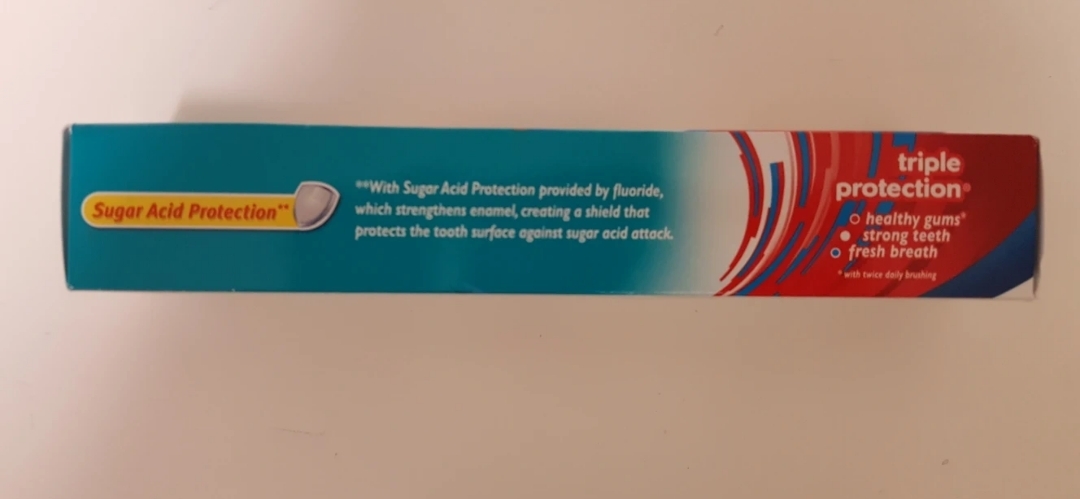 Sugar Acid Protection**
**With Sugar Acid Protection provided by fluoride,
which strengthens enamel, creating a shield that
protects the tooth surface against sugar acid attack.
triple
protection®
healthy gums*
strong teeth
fresh breath
* with twice daily brushing